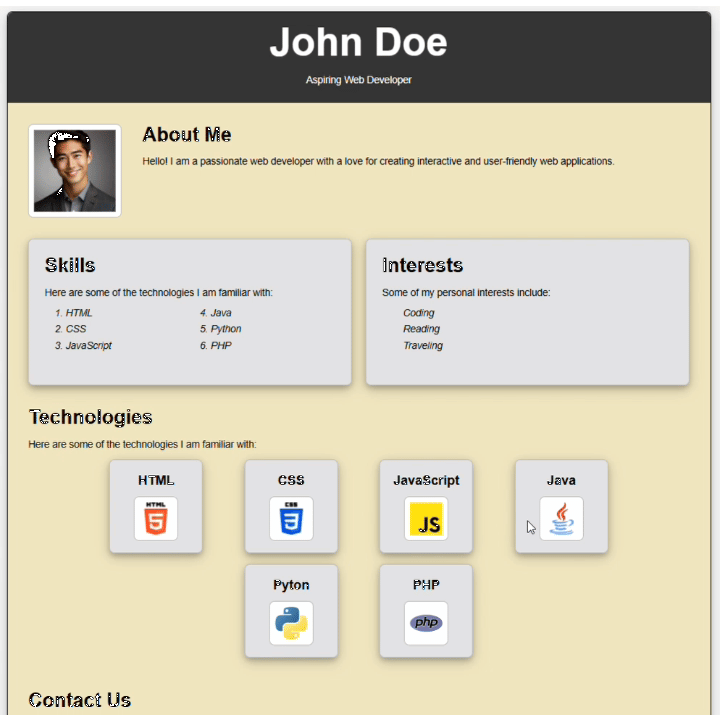 John Doe
Aspiring Web Developer
About Me
Hello! I am a passionate web developer with a love for creating interactive and user-friendly web applications.
Skills
Here are some of the technologies I am familiar with:
1. HTML
2. CSS
3. JavaScript
4. Java
5. Python
6. PHP
Interests
Some of my personal interests include:
Coding
Reading
Traveling
Technologies
Here are some of the technologies I am familiar with:
HTML
HTML
5
CSS
CSS
3
JavaScript
JS
Java
Pyton
PHP
php
Contact Us